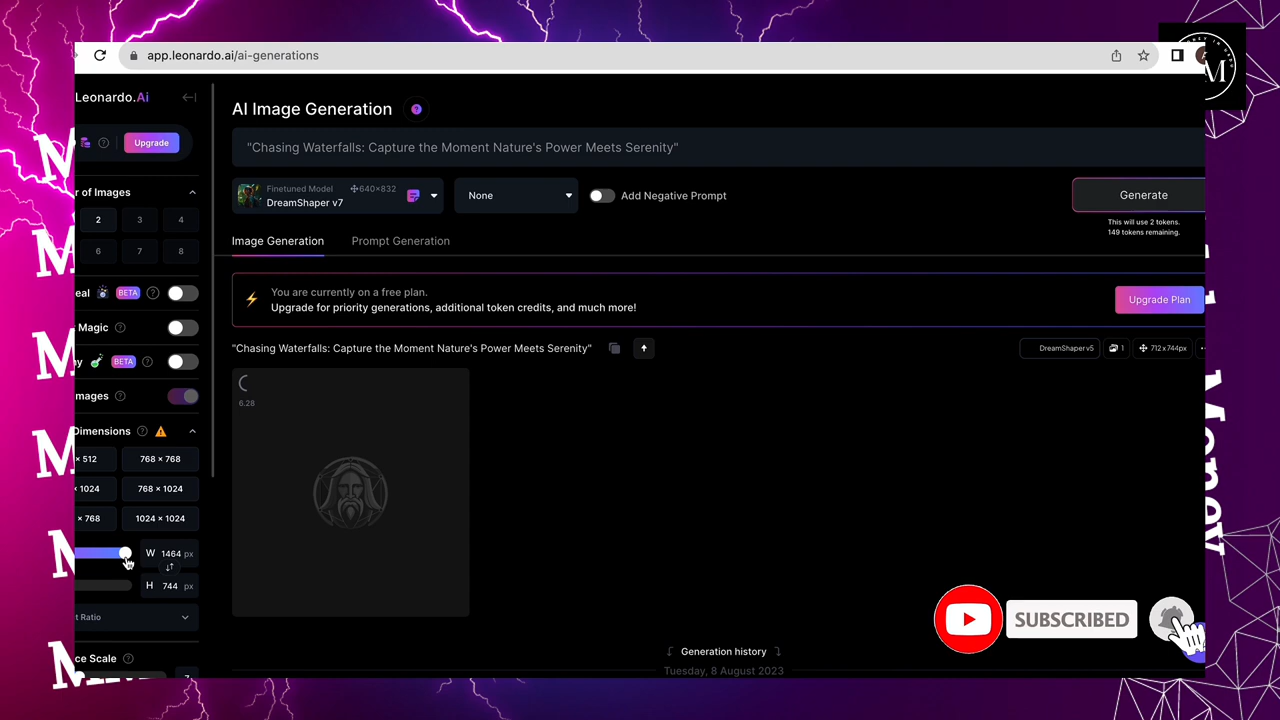 app.leonardo.ai/ai-generations
Leonardo.Ai
Upgrade
r of Images
2
3
4
6
7
8
eal BETA
Magic
y BETA
mages
Dimensions
× 512
768 × 768
× 1024
768 × 1024
× 768
1024 × 1024
W 1464 px
H 744 px
t Ratio
ce Scale
7
AI Image Generation
"Chasing Waterfalls: Capture the Moment Nature's Power Meets Serenity"
Finetuned Model
640×832
DreamShaper v7
None
Add Negative Prompt
Generate
This will use 2 tokens.
149 tokens remaining.
Image Generation
Prompt Generation
You are currently on a free plan.
Upgrade for priority generations, additional token credits, and much more!
Upgrade Plan
"Chasing Waterfalls: Capture the Moment Nature's Power Meets Serenity"
DreamShaper v5
1
712 x 744px
6.28
Generation history
Tuesday, 8 August 2023
SUBSCRIBED
M
Money